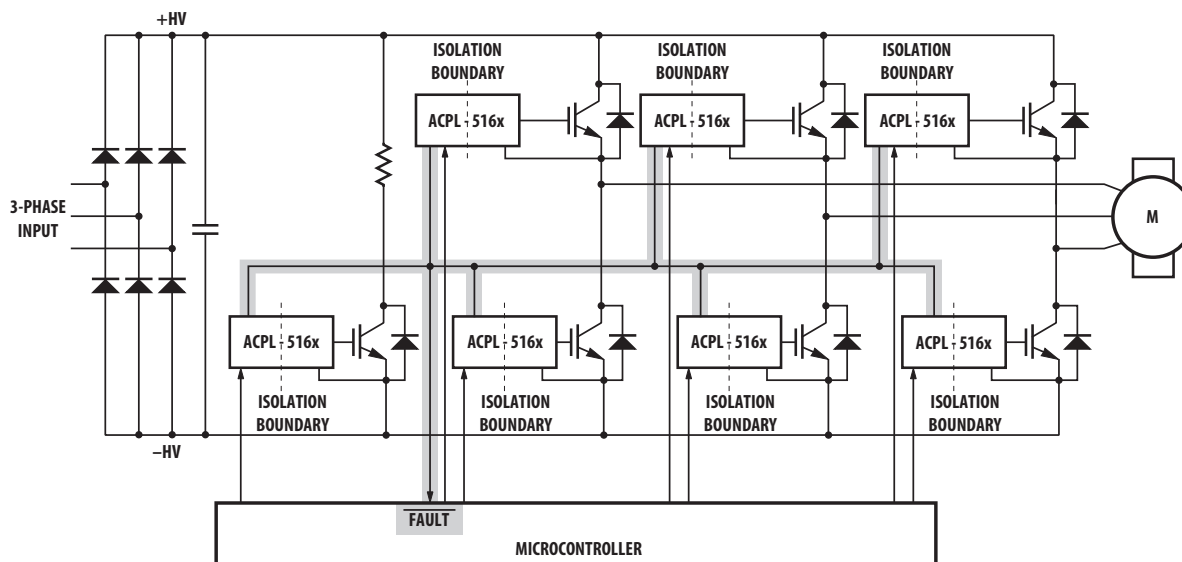 +HV
ISOLATION
BOUNDARY
ISOLATION
BOUNDARY
ISOLATION
BOUNDARY
ACPL - 516x
ACPL - 516x
ACPL - 516x
3-PHASE
INPUT
M
ACPL - 516x
ACPL - 516x
ACPL - 516x
ACPL - 516x
ISOLATION
BOUNDARY
ISOLATION
BOUNDARY
ISOLATION
BOUNDARY
ISOLATION
BOUNDARY
–HV
FAULT
MICROCONTROLLER